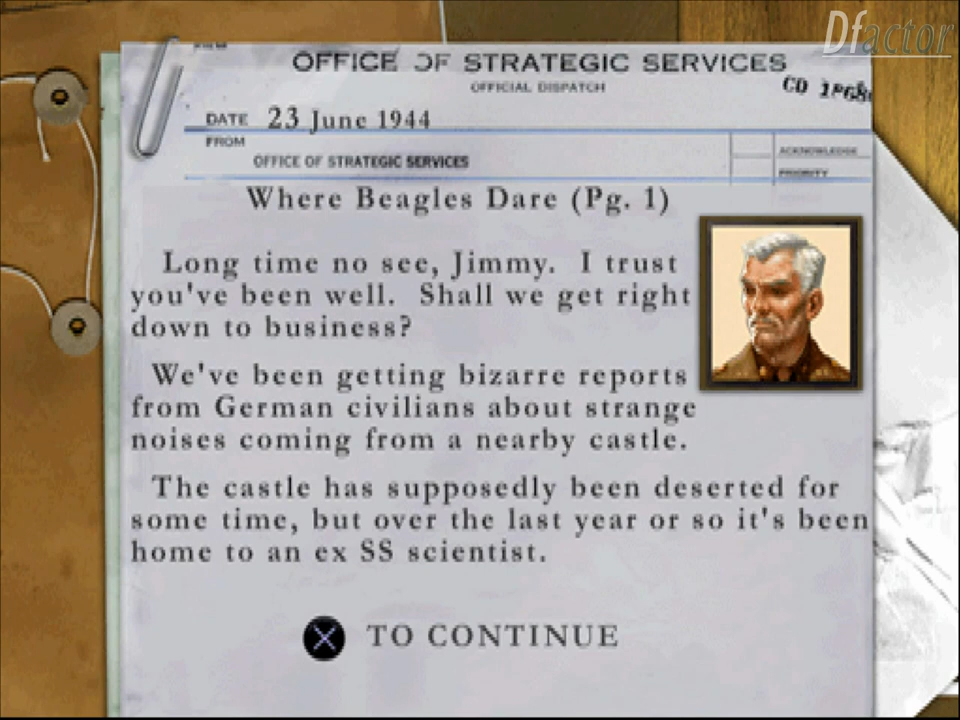 Dfactor
OFFICE OF STRATEGIC SERVICES
OFFICIAL DISPATCH
DATE 23 June 1944
FROM
OFFICE OF STRATEGIC SERVICES
ACKNOWLEDGE
PRIORITY
Where Beagles Dare (Pg. 1)
Long time no see, Jimmy. I trust
you've been well. Shall we get right
down to business?
We've been getting bizarre reports
from German civilians about strange
noises coming from a nearby castle.
The castle has supposedly been deserted for
some time, but over the last year or so it's been
home to an ex SS scientist.
TO CONTINUE